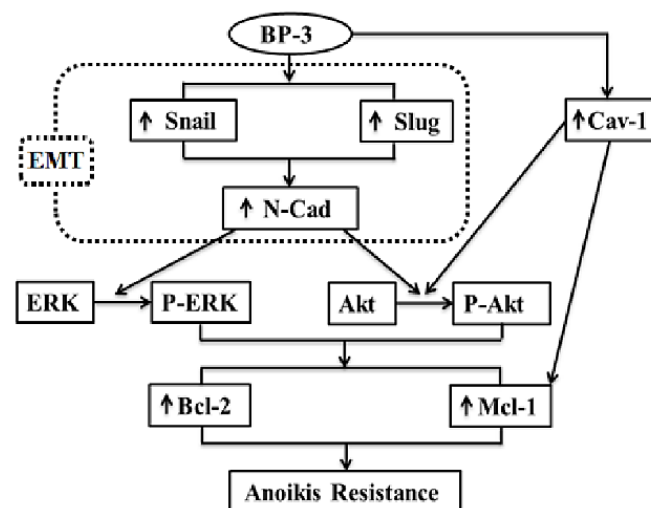 BP-3
↑ Snail
↑ Slug
↑ Cav-1
EMT
↑ N-Cad
ERK
P-ERK
Akt
P-Akt
↑ Bcl-2
↑ Mcl-1
Anoikis Resistance